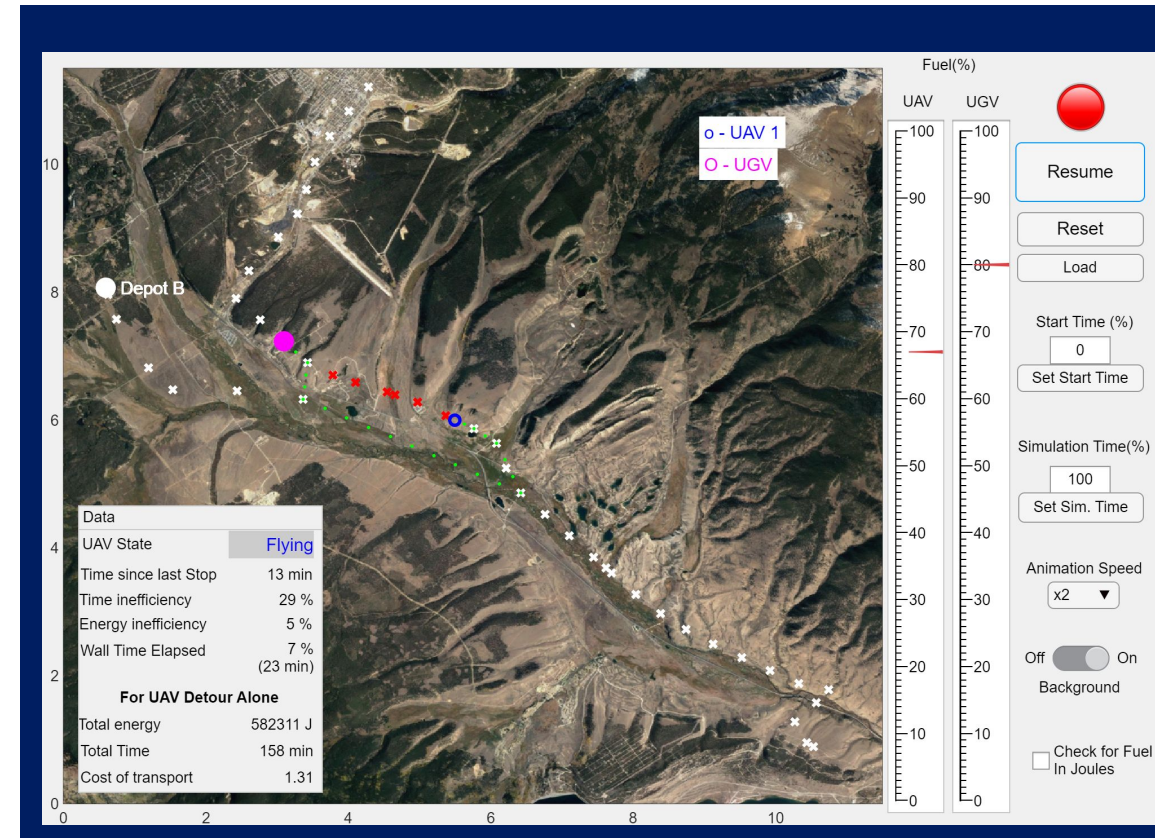 Fuel(%)
UAV
UGV
o - UAV 1
O - UGV
Depot B
10
8
6
4
2
0
0
2
4
6
8
10
100
90
80
70
60
50
40
30
20
10
0
100
90
80
70
60
50
40
30
20
10
0
Data
UAV State Flying
Time since last Stop 13 min
Time inefficiency 29 %
Energy inefficiency 5 %
Wall Time Elapsed 7 %
(23 min)
For UAV Detour Alone
Total energy 582311 J
Total Time 158 min
Cost of transport 1.31
Resume
Reset
Load
Start Time (%)
0
Set Start Time
Simulation Time(%)
100
Set Sim. Time
Animation Speed
x2
Off On
Background
Check for Fuel
In Joules